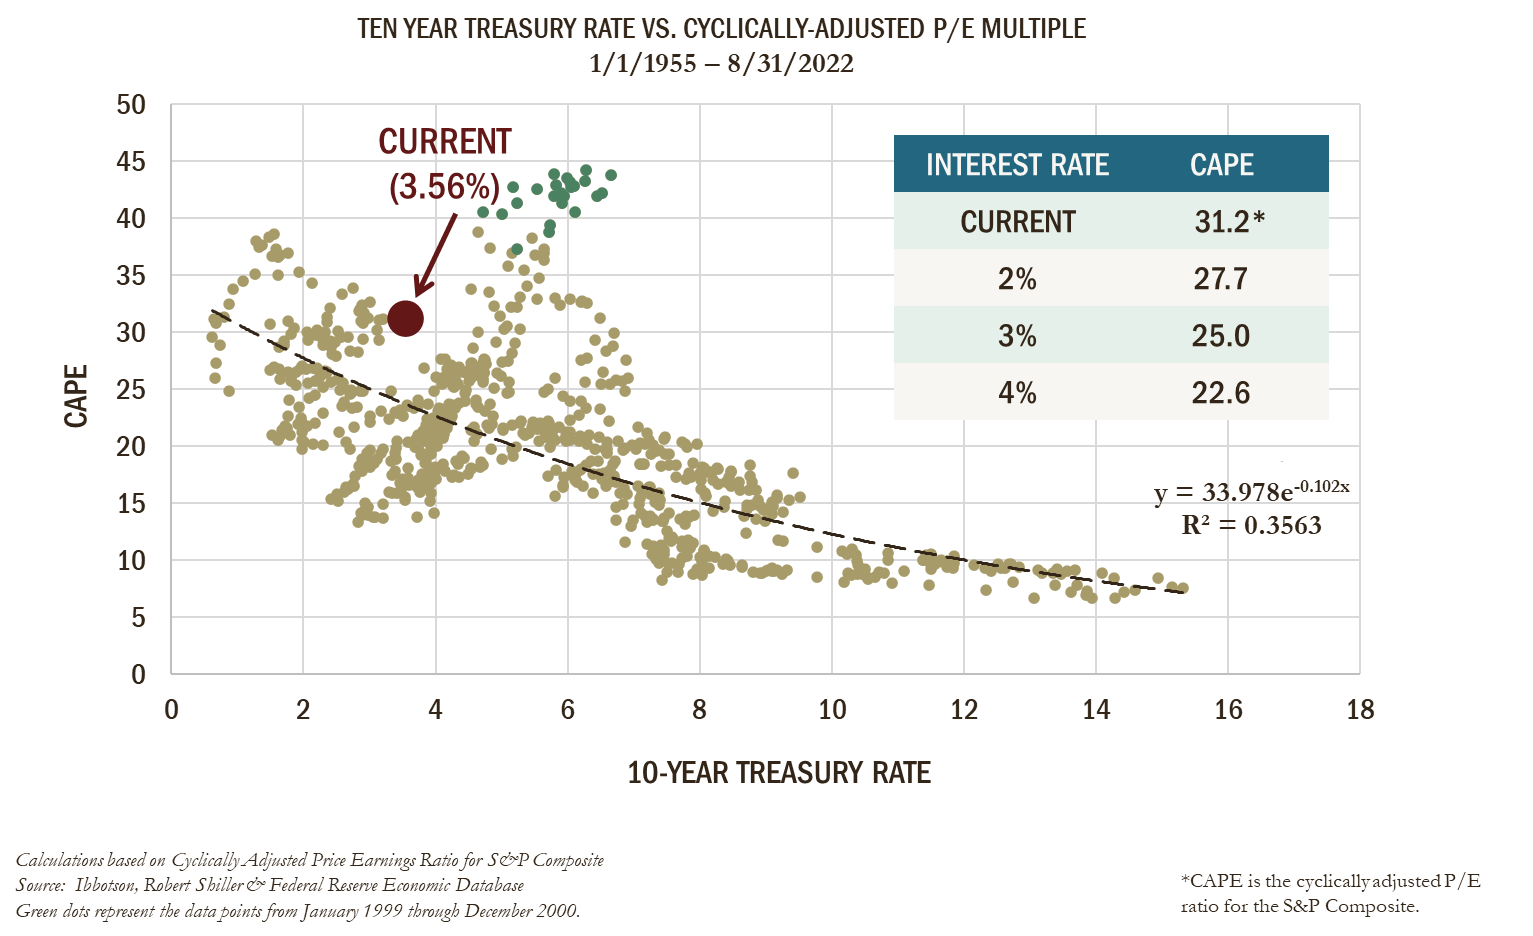 TEN YEAR TREASURY RATE VS. CYCLICALLY-ADJUSTED P/E MULTIPLE
1/1/1955 – 8/31/2022
50
45
40
35
30
25
20
15
10
5
0
CAPE
CURRENT
(3.56%)
INTEREST RATE CAPE
CURRENT 31.2*
2% 27.7
3% 25.0
4% 22.6
y = 33.978e-0.102x
R² = 0.3563
0 2 4 6 8 10 12 14 16 18
10-YEAR TREASURY RATE
Calculations based on Cyclically Adjusted Price Earnings Ratio for S&P Composite
Source: Ibbotson, Robert Shiller & Federal Reserve Economic Database
Green dots represent the data points from January 1999 through December 2000.
*CAPE is the cyclically adjusted P/E
ratio for the S&P Composite.